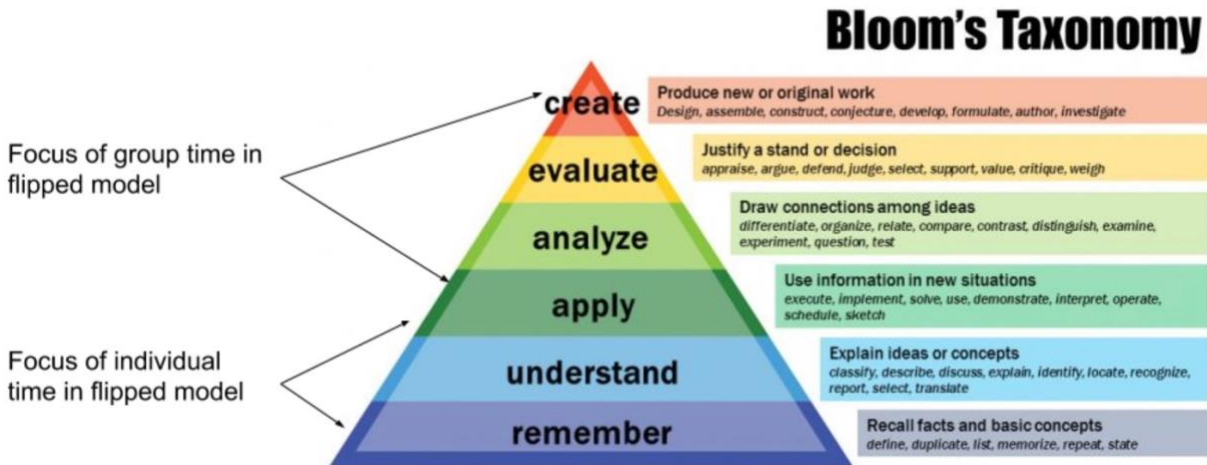 Bloom's Taxonomy
create
Produce new or original work
Design, assemble, construct, conjecture, develop, formulate, author, investigate
Focus of group time in
flipped model
evaluate
Justify a stand or decision
appraise, argue, defend, judge, select, support, value, critique, weigh
analyze
Draw connections among ideas
differentiate, organize, relate, compare, contrast, distinguish, examine,
experiment, question, test
apply
Use information in new situations
execute, implement, solve, use, demonstrate, interpret, operate,
schedule, sketch
Focus of individual
time in flipped model
understand
Explain ideas or concepts
classify, describe, discuss, explain, identify, locate, recognize,
report, select, translate
remember
Recall facts and basic concepts
define, duplicate, list, memorize, repeat, state